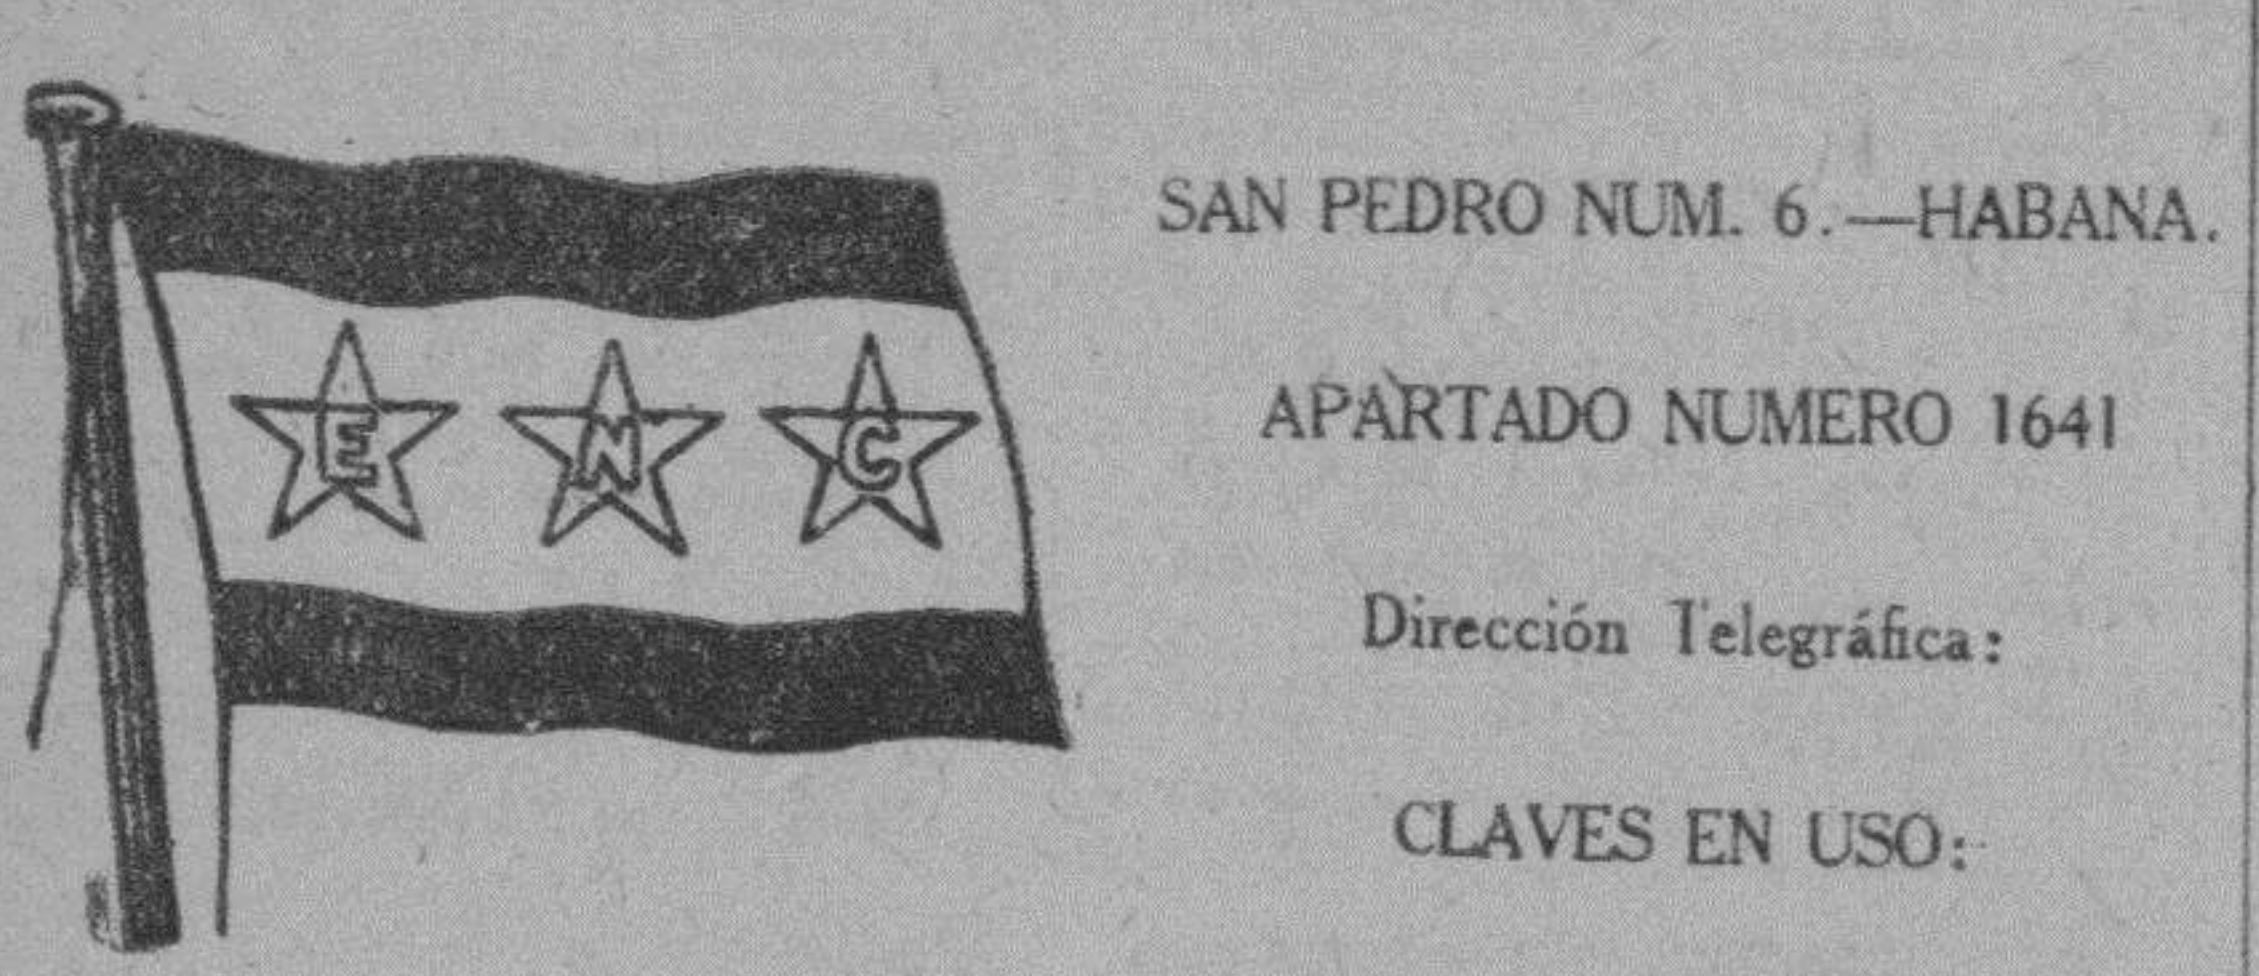 E N C
SAN PEDRO NUM. 6.—HABANA.
APARTADO NUMERO 1641
Dirección Telegráfica:
CLAVES EN USO: